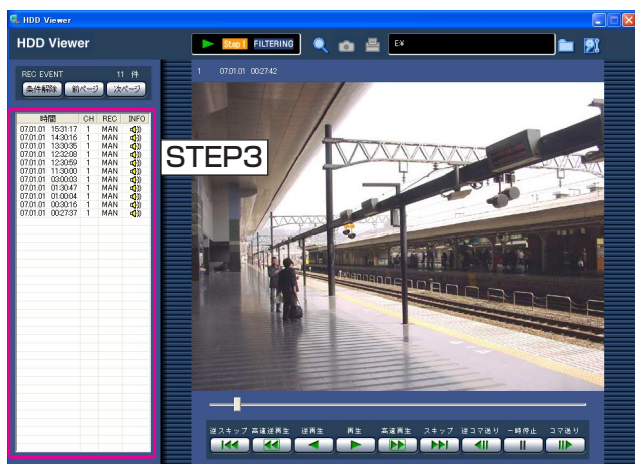 HDD Viewer
HDD Viewer
Step1 FILTERING
E¥
REC EVENT 11 件
条件解除 前ページ 次ページ
1 07.01.01 00:27:42
時間 CH REC INFO
07.01.01 15:31:17 1 MAN
07.01.01 14:30:16 1 MAN
07.01.01 13:30:35 1 MAN
07.01.01 12:32:08 1 MAN
07.01.01 12:30:59 1 MAN
07.01.01 11:30:00 1 MAN
07.01.01 03:00:03 1 MAN
07.01.01 01:30:47 1 MAN
07.01.01 01:00:04 1 MAN
07.01.01 00:30:16 1 MAN
07.01.01 00:27:37 1 MAN
STEP3
逆スキップ 高速逆再生 逆再生 再生 高速再生 スキップ 逆コマ送り 一時停止 コマ送り